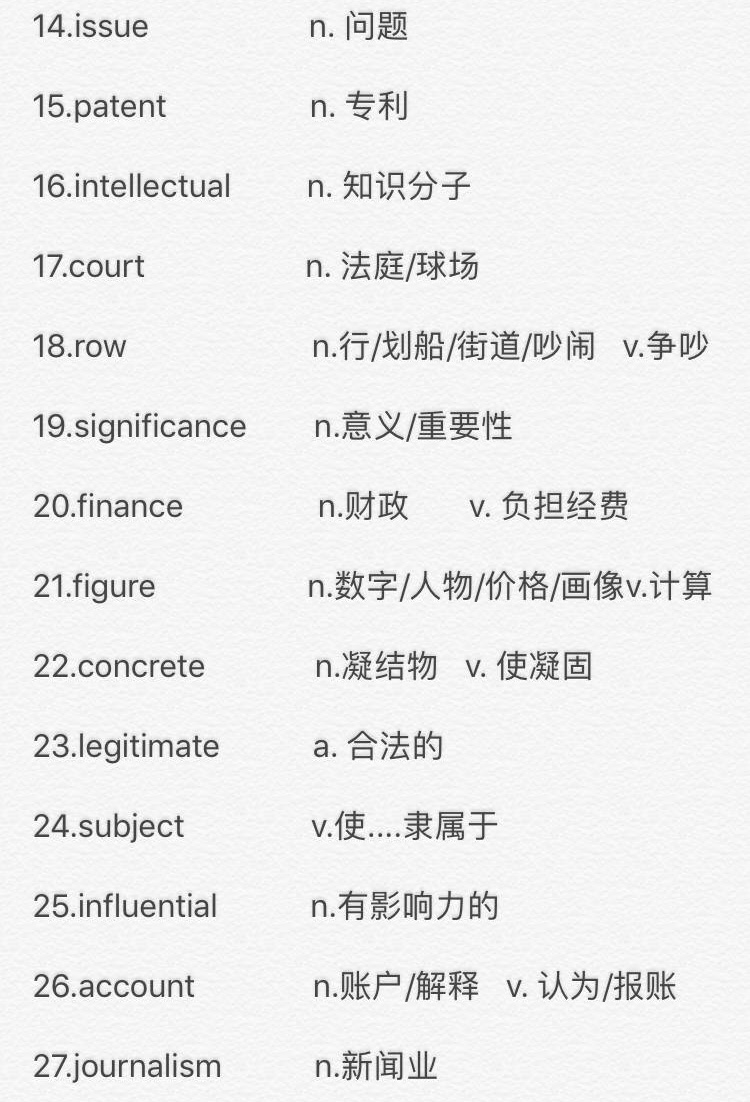 14.issue n. 问题
15.patent n. 专利
16.intellectual n. 知识分子
17.court n. 法庭/球场
18.row n.行/划船/街道/吵闹 v.争吵
19.significance n.意义/重要性
20.finance n.财政 v. 负担经费
21.figure n.数字/人物/价格/画像v.计算
22.concrete n.凝结物 v. 使凝固
23.legitimate a. 合法的
24.subject v.使....隶属于
25.influential n.有影响力的
26.account n.账户/解释 v. 认为/报账
27.journalism n.新闻业